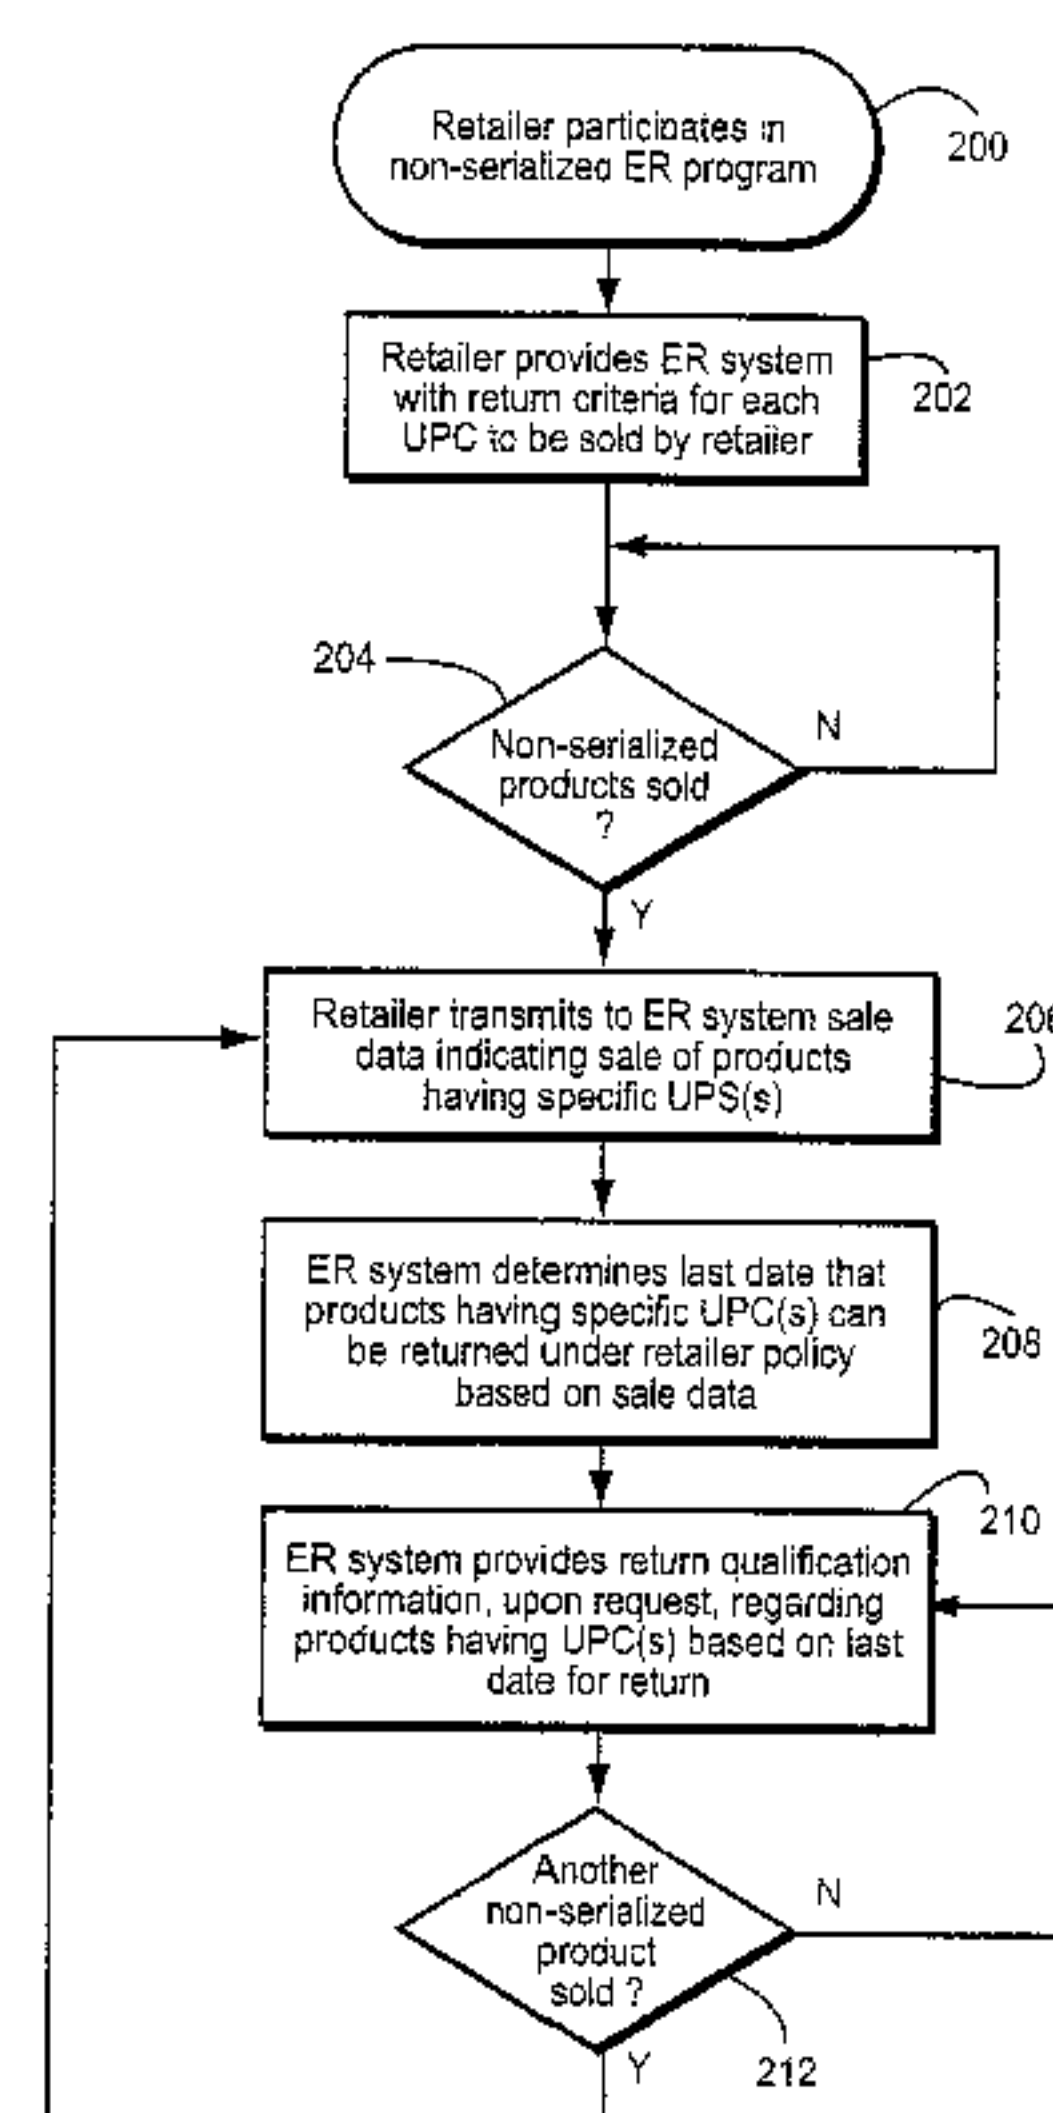 Retailer participates in
non-serialized ER program
200
Retailer provides ER system
with return criteria for each
UPC to be sold by retailer
202
204
Non-serialized
products sold
?
N
Y
Retailer transmits to ER system sale
data indicating sale of products
having specific UPS(s)
206
ER system determines last date that
products having specific UPC(s) can
be returned under retailer policy
based on sale data
208
210
ER system provides return qualification
information, upon request, regarding
products having UPC(s) based on last
date for return
Another
non-serialized
product
sold ?
N
Y
212